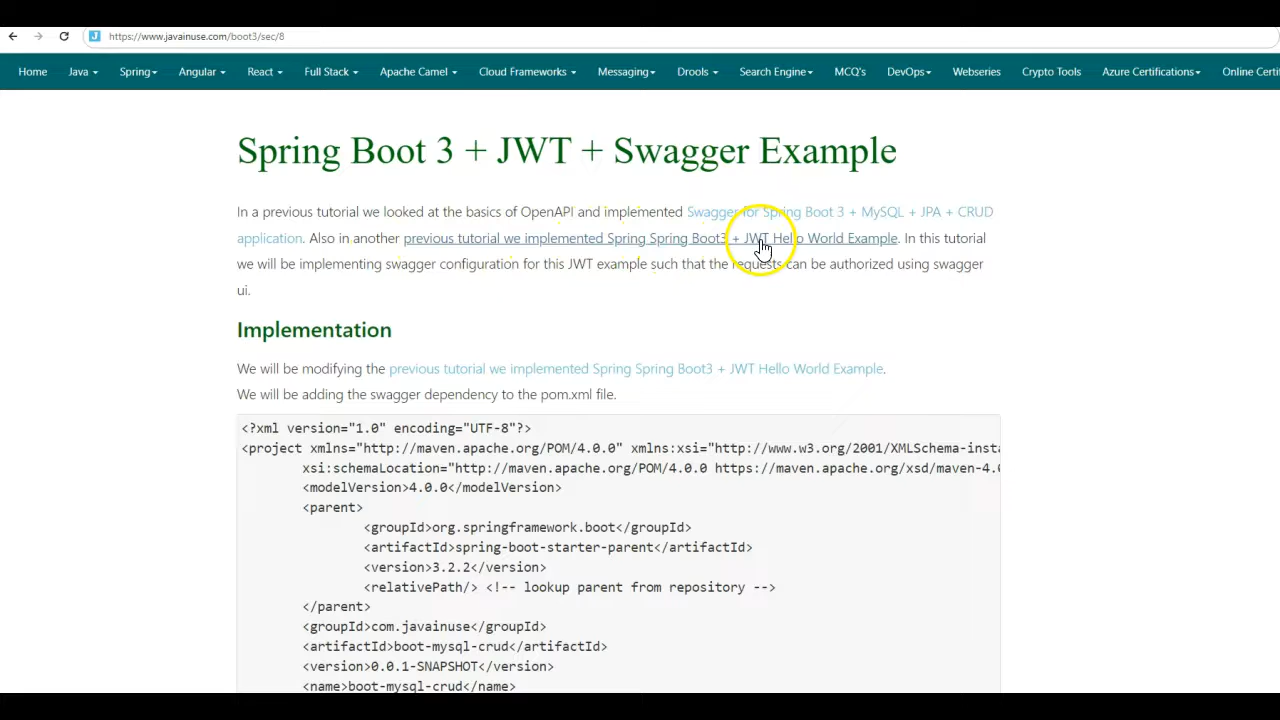 https://www.javainuse.com/boot3/sec/8
Home Java Spring Angular React Full Stack Apache Camel Cloud Frameworks Messaging Drools Search Engine MCQ's DevOps Webseries Crypto Tools Azure Certifications Online Certi
Spring Boot 3 + JWT + Swagger Example
In a previous tutorial we looked at the basics of OpenAPI and implemented Swagger for Spring Boot 3 + MySQL + JPA + CRUD
application. Also in another previous tutorial we implemented Spring Spring Boot3 + JWT Hello World Example. In this tutorial
we will be implementing swagger configuration for this JWT example such that the requests can be authorized using swagger
ui.
Implementation
We will be modifying the previous tutorial we implemented Spring Spring Boot3 + JWT Hello World Example.
We will be adding the swagger dependency to the pom.xml file.
<?xml version="1.0" encoding="UTF-8"?>
<project xmlns="http://maven.apache.org/POM/4.0.0" xmlns:xsi="http://www.w3.org/2001/XMLSchema-insta
xsi:schemaLocation="http://maven.apache.org/POM/4.0.0 https://maven.apache.org/xsd/maven-4.0
<modelVersion>4.0.0</modelVersion>
<parent>
<groupId>org.springframework.boot</groupId>
<artifactId>spring-boot-starter-parent</artifactId>
<version>3.2.2</version>
<relativePath/> <!-- lookup parent from repository -->
</parent>
<groupId>com.javainuse</groupId>
<artifactId>boot-mysql-crud</artifactId>
<version>0.0.1-SNAPSHOT</version>
<name>boot-mysql-crud</name>